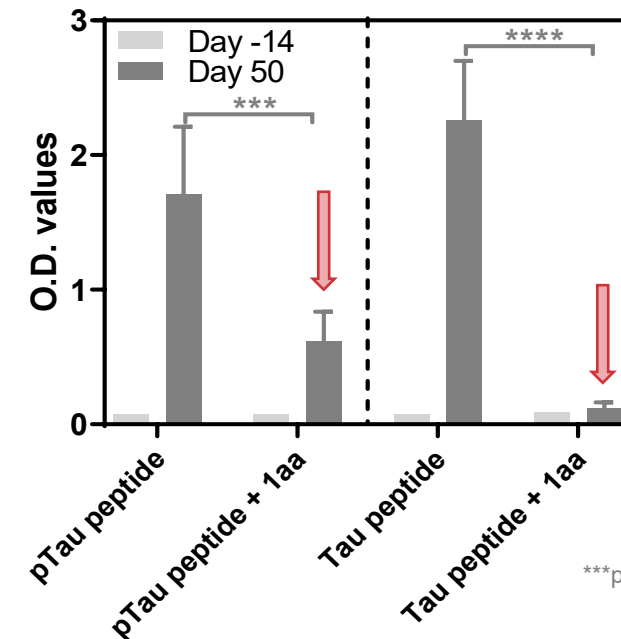 3
Day -14
Day 50
***
****
2
1
0
O.D. values
pTau peptide
pTau peptide + 1aa
Tau peptide
Tau peptide + 1aa
***p